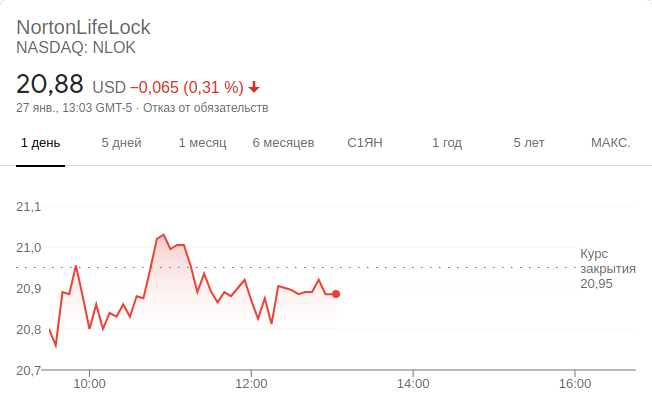 NortonLifeLock
NASDAQ: NLOK
20,88 USD −0,065 (0,31 %)
27 янв., 13:03 GMT-5 · Отказ от обязательств
1 день 5 дней 1 месяц 6 месяцев С1ЯН 1 год 5 лет МАКС.
21,1
21,0
Курс
закрытия
20,95
20,9
20,8
20,7
10:00 12:00 14:00 16:00